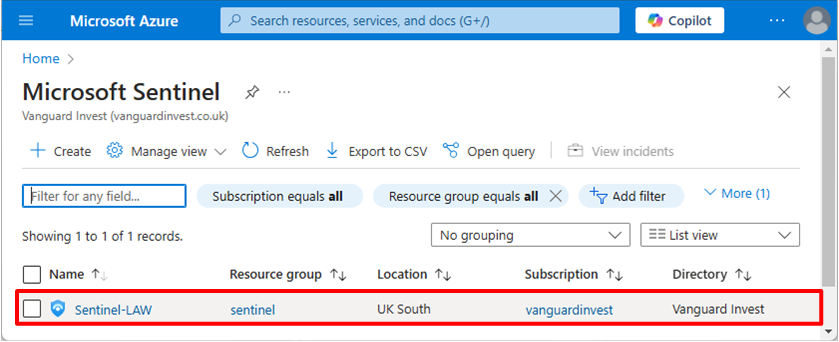 Microsoft Azure Search resources, services, and docs (G+/) Copilot ...
Home >
Microsoft Sentinel ...
Vanguard Invest (vanguardinvest.co.uk)
+ Create Manage view Refresh Export to CSV Open query View incidents
Filter for any field... Subscription equals all Resource group equals all Add filter More (1)
Showing 1 to 1 of 1 records. No grouping List view
Name ↑↓ Resource group ↑↓ Location ↑↓ Subscription ↑↓ Directory ↑↓
Sentinel-LAW sentinel UK South vanguardinvest Vanguard Invest